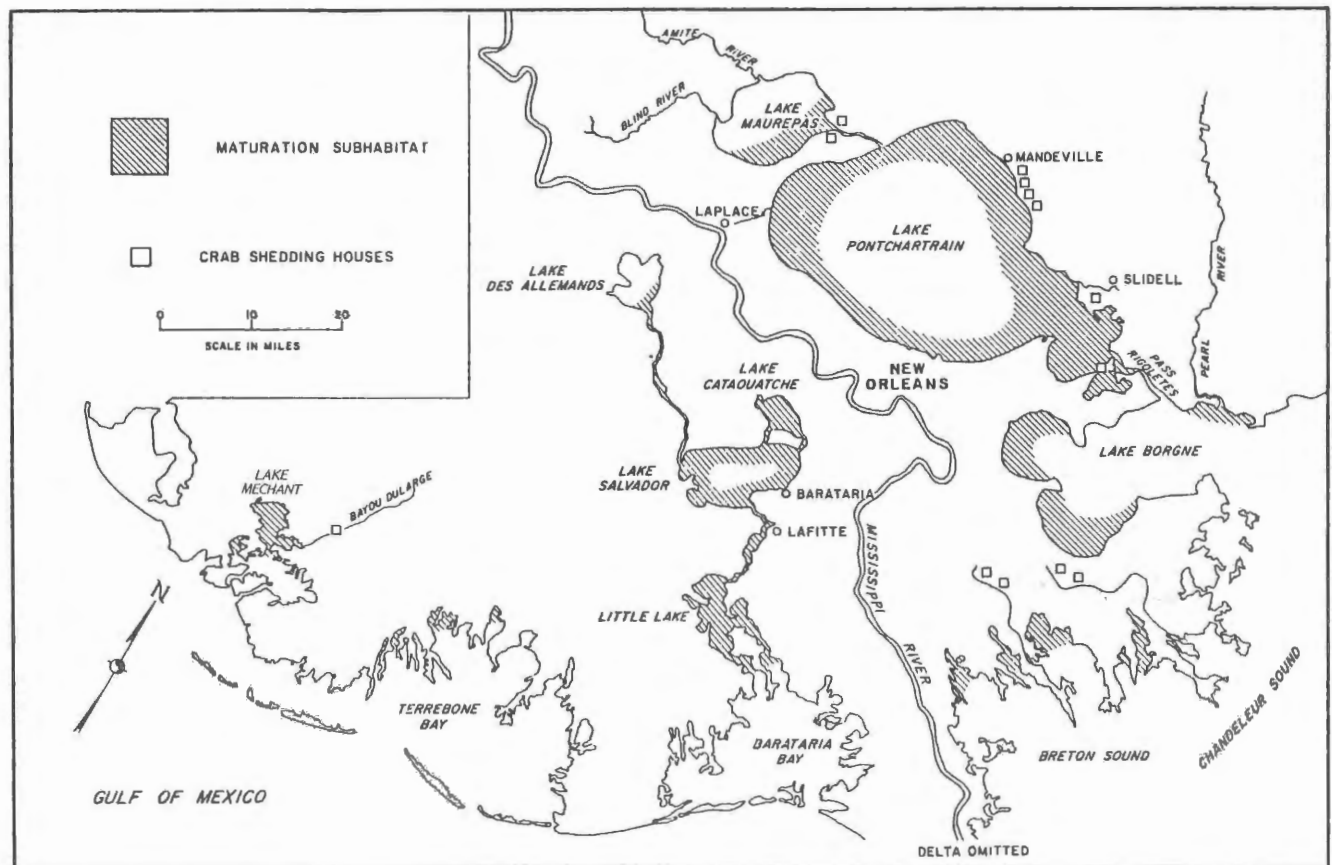 MATURATION SUBHABITAT
CRAB SHEDDING HOUSES
0 10 20
SCALE IN MILES
AMITE
RIVER
BLIND RIVER
LAKE
MAUREPAS
MANDEVILLE
LAPLACE
LAKE
PONTCHARTRAIN
LAKE
DES ALLEMANDS
SLIDELL
PEARL RIVER
PASS
RIGOLETES
LAKE
CATAOUATCHE
NEW
ORLEANS
LAKE BORGNE
LAKE
SALVADOR
BARATARIA
LAFITTE
LAKE
MECHANT
BAYOU DULARGE
MISSISSIPPI
RIVER
N
LITTLE LAKE
TERREBONE
BAY
BARATARIA
BAY
BRETON SOUND
CHANDELEUR SOUND
GULF OF MEXICO
DELTA OMITTED